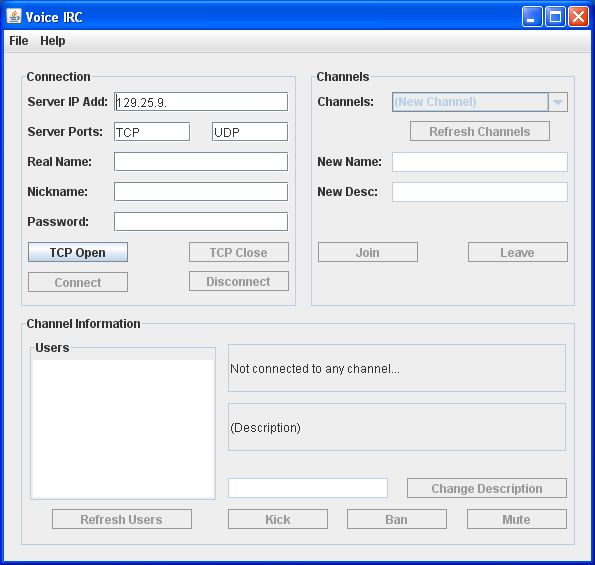 Voice IRC
File Help
Connection
Server IP Add: 129.25.9.
Server Ports: TCP UDP
Real Name:
Nickname:
Password:
TCP Open TCP Close
Connect Disconnect
Channels
Channels: (New Channel)
Refresh Channels
New Name:
New Desc:
Join Leave
Channel Information
Users
Not connected to any channel...
(Description)
Change Description
Refresh Users Kick Ban Mute